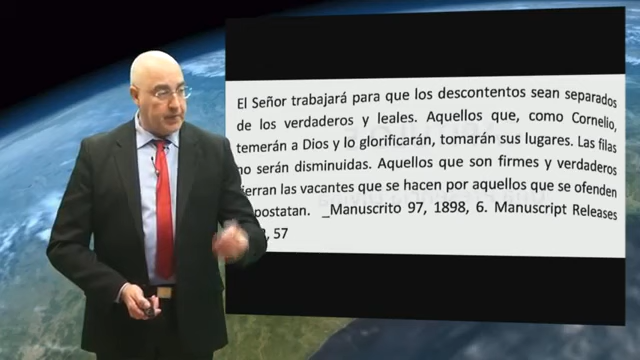 El Señor trabajará para que los descontentos sean separados
de los verdaderos y leales. Aquellos que, como Cornelio,
temerán a Dios y lo glorificarán, tomarán sus lugares. Las filas
no serán disminuidas. Aquellos que son firmes y verdaderos
ierran las vacantes que se hacen por aquellos que se ofenden
postatan. _Manuscrito 97, 1898, 6. Manuscript Releases
, 57